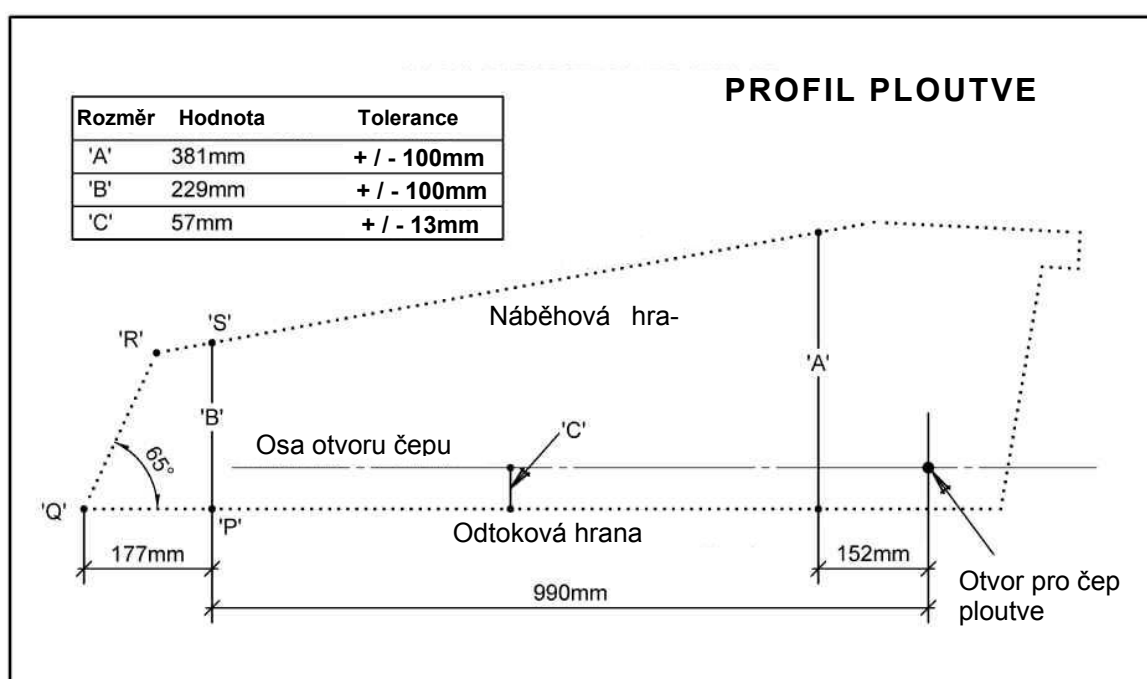 PROFIL PLOUTVE
Rozměr Hodnota Tolerance
'A' 381mm + / - 100mm
'B' 229mm + / - 100mm
'C' 57mm + / - 13mm
Náběhová hra-
'R'
'S'
'A'
'B'
'C'
Osa otvoru čepu
65°
'Q'
'P'
Odtoková hrana
177mm
152mm
990mm
Otvor pro čep
ploutve